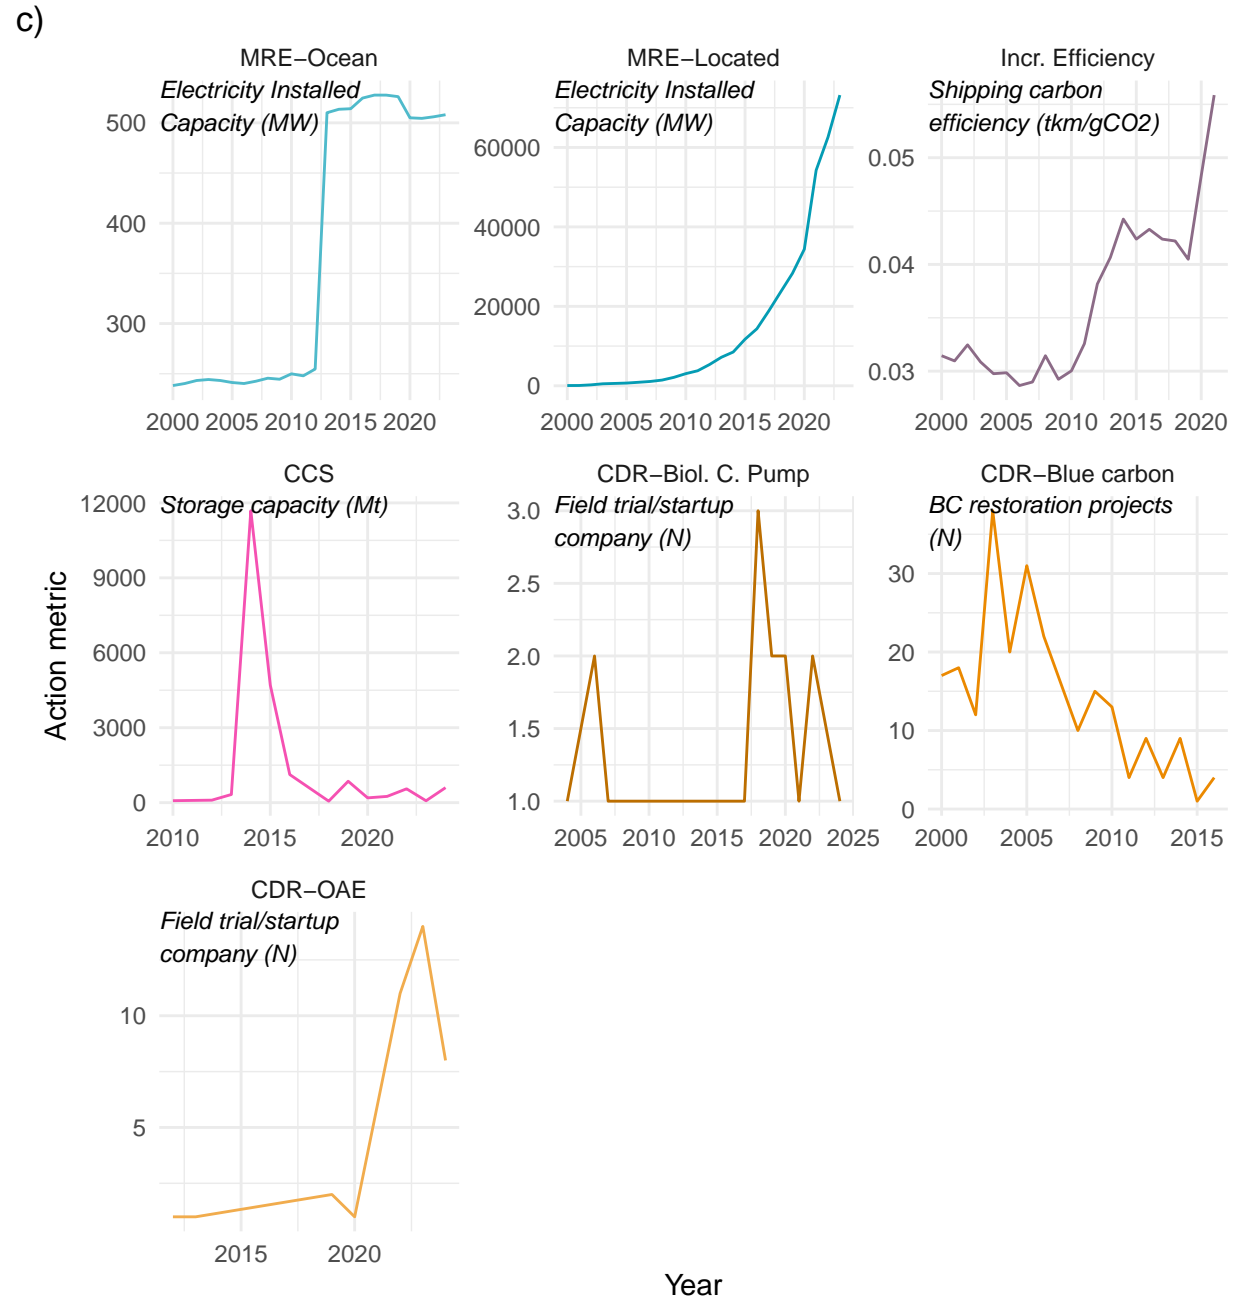 c)
MRE−Ocean
Electricity Installed
Capacity (MW)
500
400
300
2000 2005 2010 2015 2020
MRE−Located
Electricity Installed
Capacity (MW)
60000
40000
20000
0
2000 2005 2010 2015 2020
Incr. Efficiency
Shipping carbon
efficiency (tkm/gCO2)
0.05
0.04
0.03
2000 2005 2010 2015 2020
CCS
Storage capacity (Mt)
12000
9000
6000
3000
0
2010 2015 2020
CDR−Biol. C. Pump
Field trial/startup
company (N)
3.0
2.5
2.0
1.5
1.0
2005 2010 2015 2020 2025
CDR−Blue carbon
BC restoration projects
(N)
30
20
10
0
2000 2005 2010 2015
CDR−OAE
Field trial/startup
company (N)
10
5
2015 2020
Action metric
Year